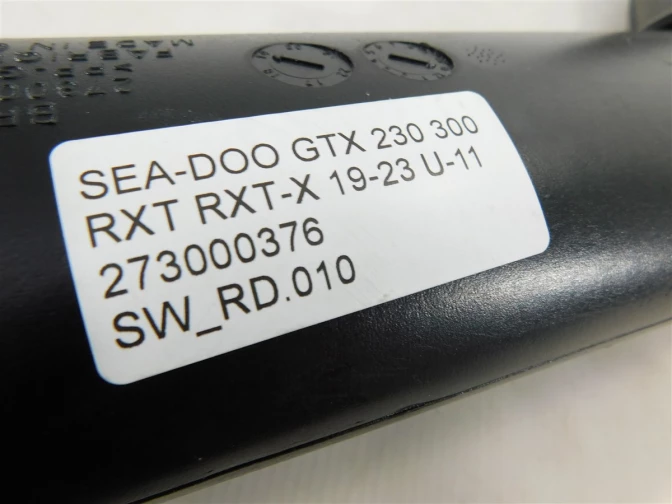 SEA-DOO GTX 230 300
RXT RXT-X 19-23 U-11
273000376
SW_RD.010